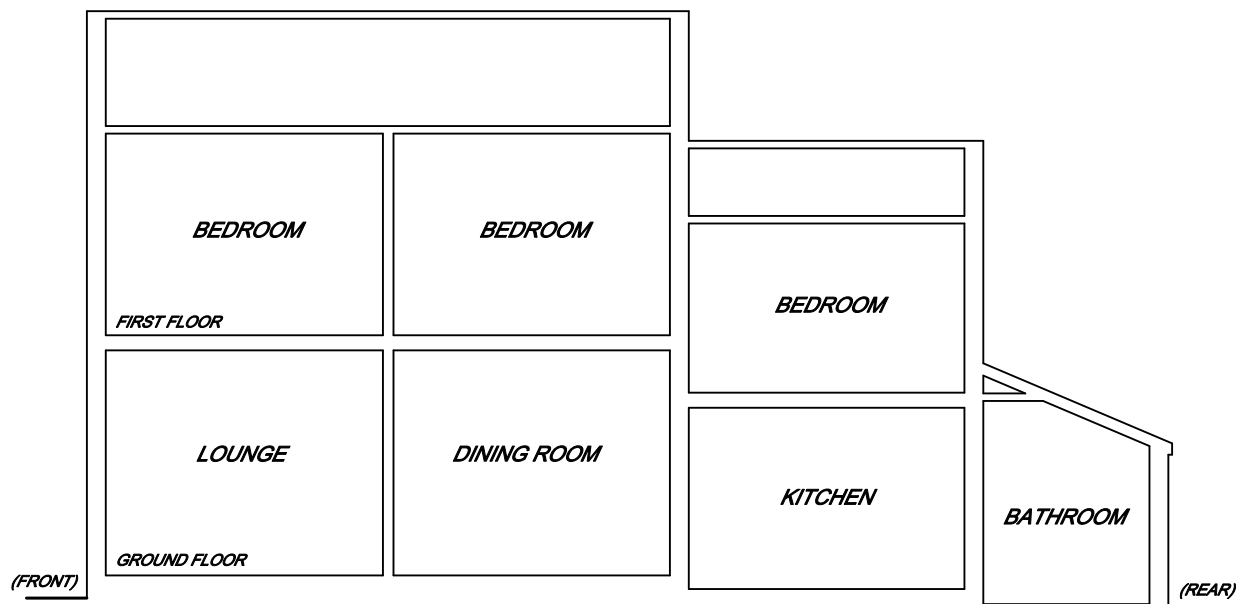 BEDROOM
BEDROOM
BEDROOM
FIRST FLOOR
LOUNGE
DINING ROOM
KITCHEN
BATHROOM
GROUND FLOOR
(FRONT)
(REAR)